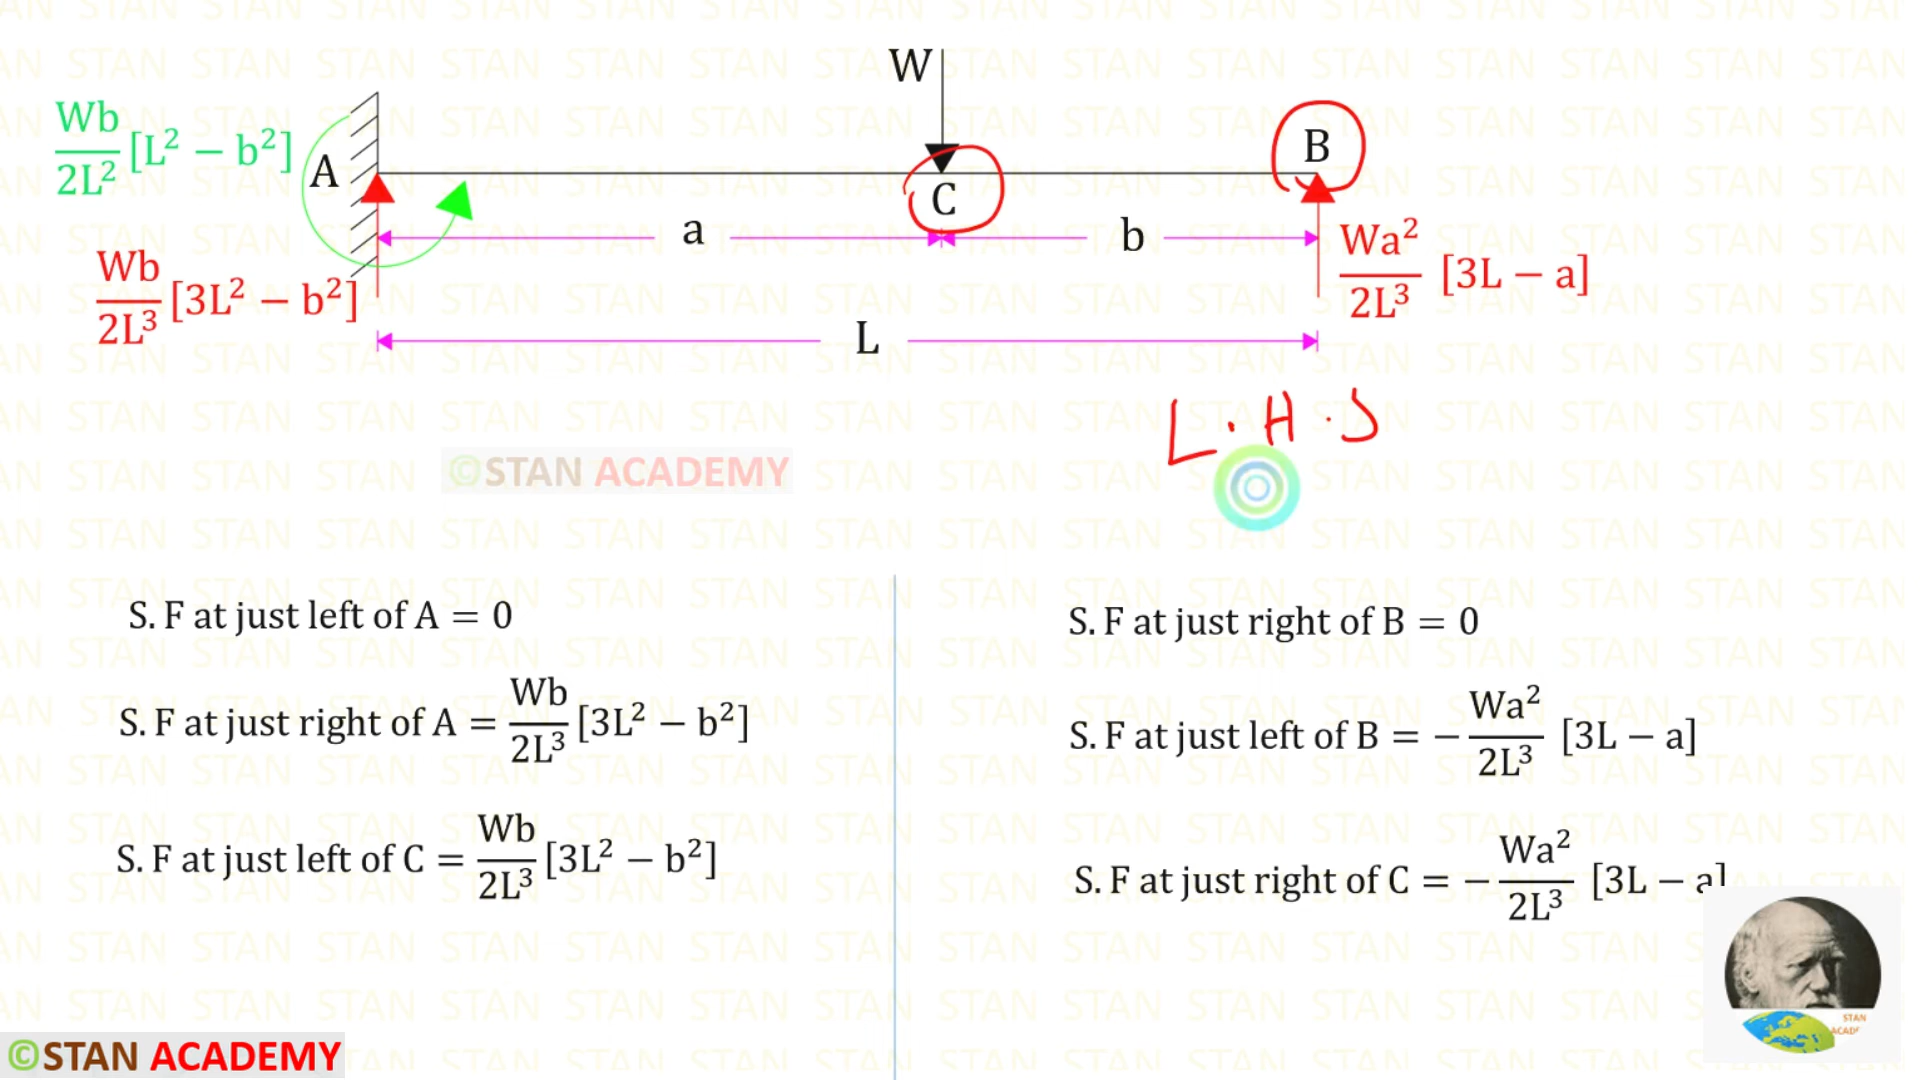 W
Wb/2L² [L² − b²]
A
B
C
a
b
Wb/2L³ [3L² − b²]
Wa²/2L³ [3L − a]
L
L.H.S
©STAN ACADEMY
S. F at just left of A = 0
S. F at just right of A = Wb/2L³ [3L² − b²]
S. F at just left of C = Wb/2L³ [3L² − b²]
S. F at just right of B = 0
S. F at just left of B = − Wa²/2L³ [3L − a]
S. F at just right of C = − Wa²/2L³ [3L − a]
STAN
©STAN ACADEMY